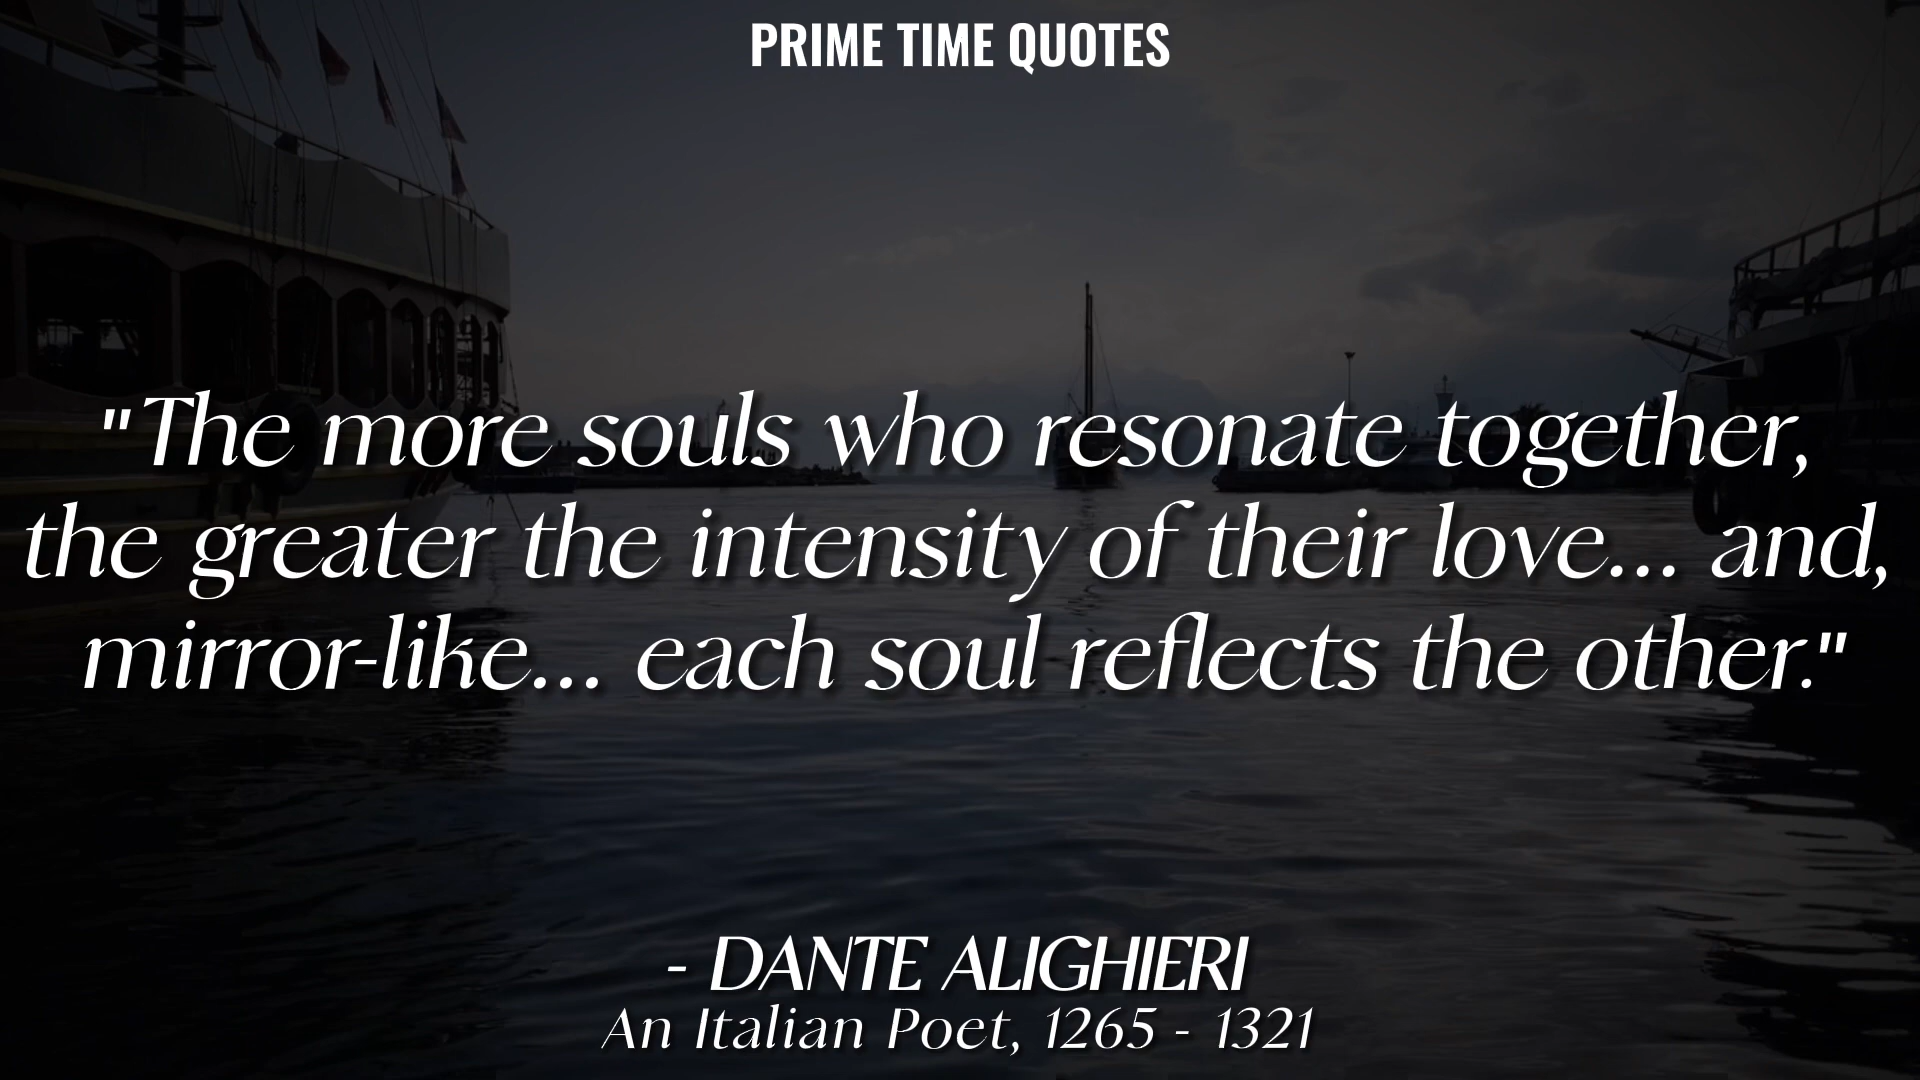 PRIME TIME QUOTES
"The more souls who resonate together,
the greater the intensity of their love... and,
mirror-like... each soul reflects the other."
- DANTE ALIGHIERI
An Italian Poet, 1265 - 1321